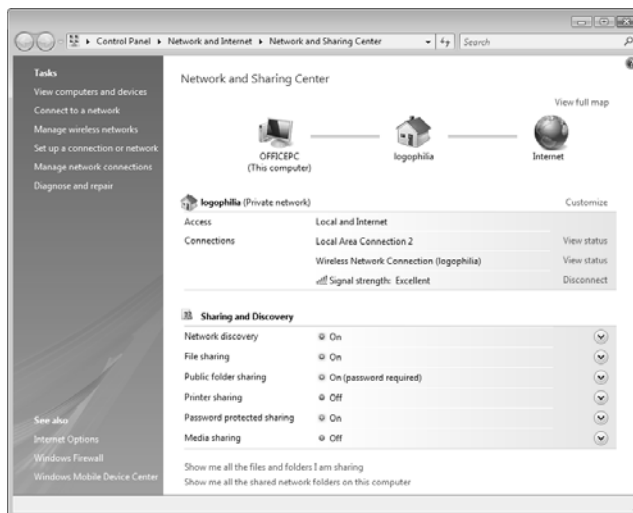 Control Panel ▸ Network and Internet ▸ Network and Sharing Center
Search
Tasks
View computers and devices
Connect to a network
Manage wireless networks
Set up a connection or network
Manage network connections
Diagnose and repair
See also
Internet Options
Windows Firewall
Windows Mobile Device Center
Network and Sharing Center
View full map
OFFICEPC
(This computer)
logophilia
Internet
logophilia (Private network) Customize
Access Local and Internet
Connections Local Area Connection 2 View status
Wireless Network Connection (logophilia) View status
Signal strength: Excellent Disconnect
Sharing and Discovery
Network discovery On
File sharing On
Public folder sharing On (password required)
Printer sharing Off
Password protected sharing On
Media sharing Off
Show me all the files and folders I am sharing
Show me all the shared network folders on this computer